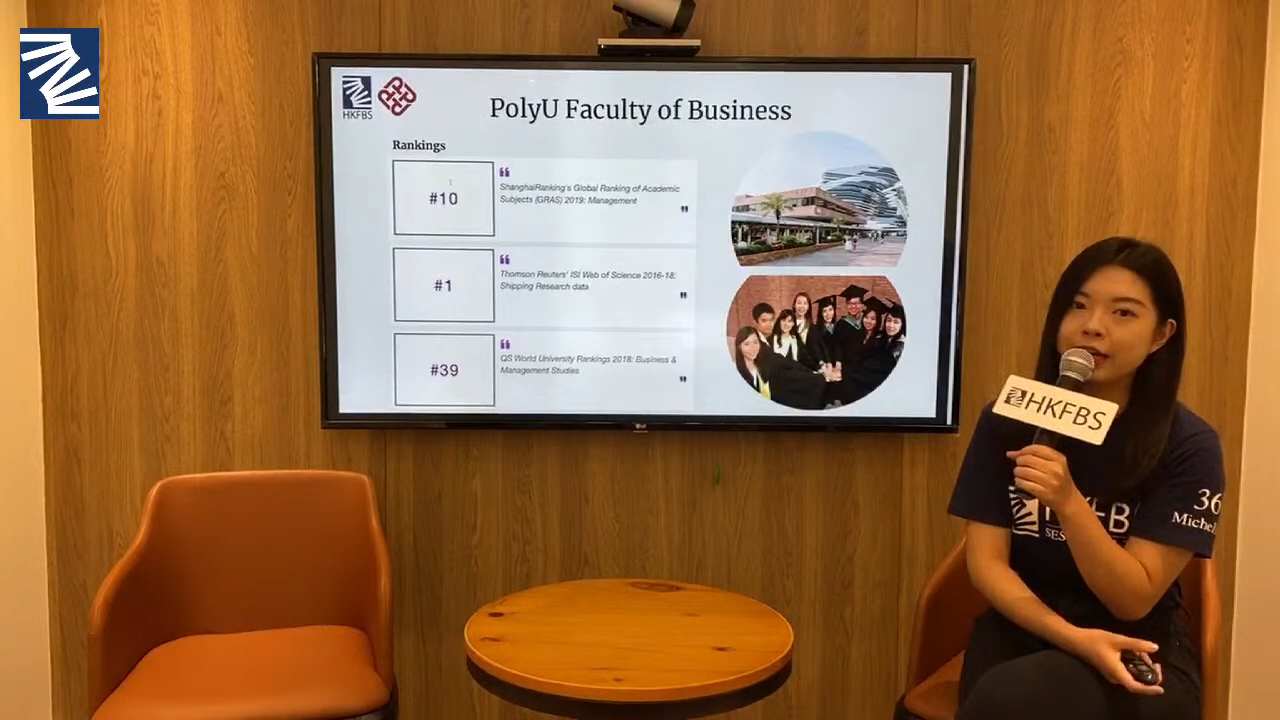 HKFBS
PolyU Faculty of Business
Rankings
#10
ShanghaiRanking's Global Ranking of Academic
Subjects (GRAS) 2019: Management
#1
Thomson Reuters' ISI Web of Science 2016-18:
Shipping Research data
#39
QS World University Rankings 2018: Business &
Management Studies
LG
HKFBS
36